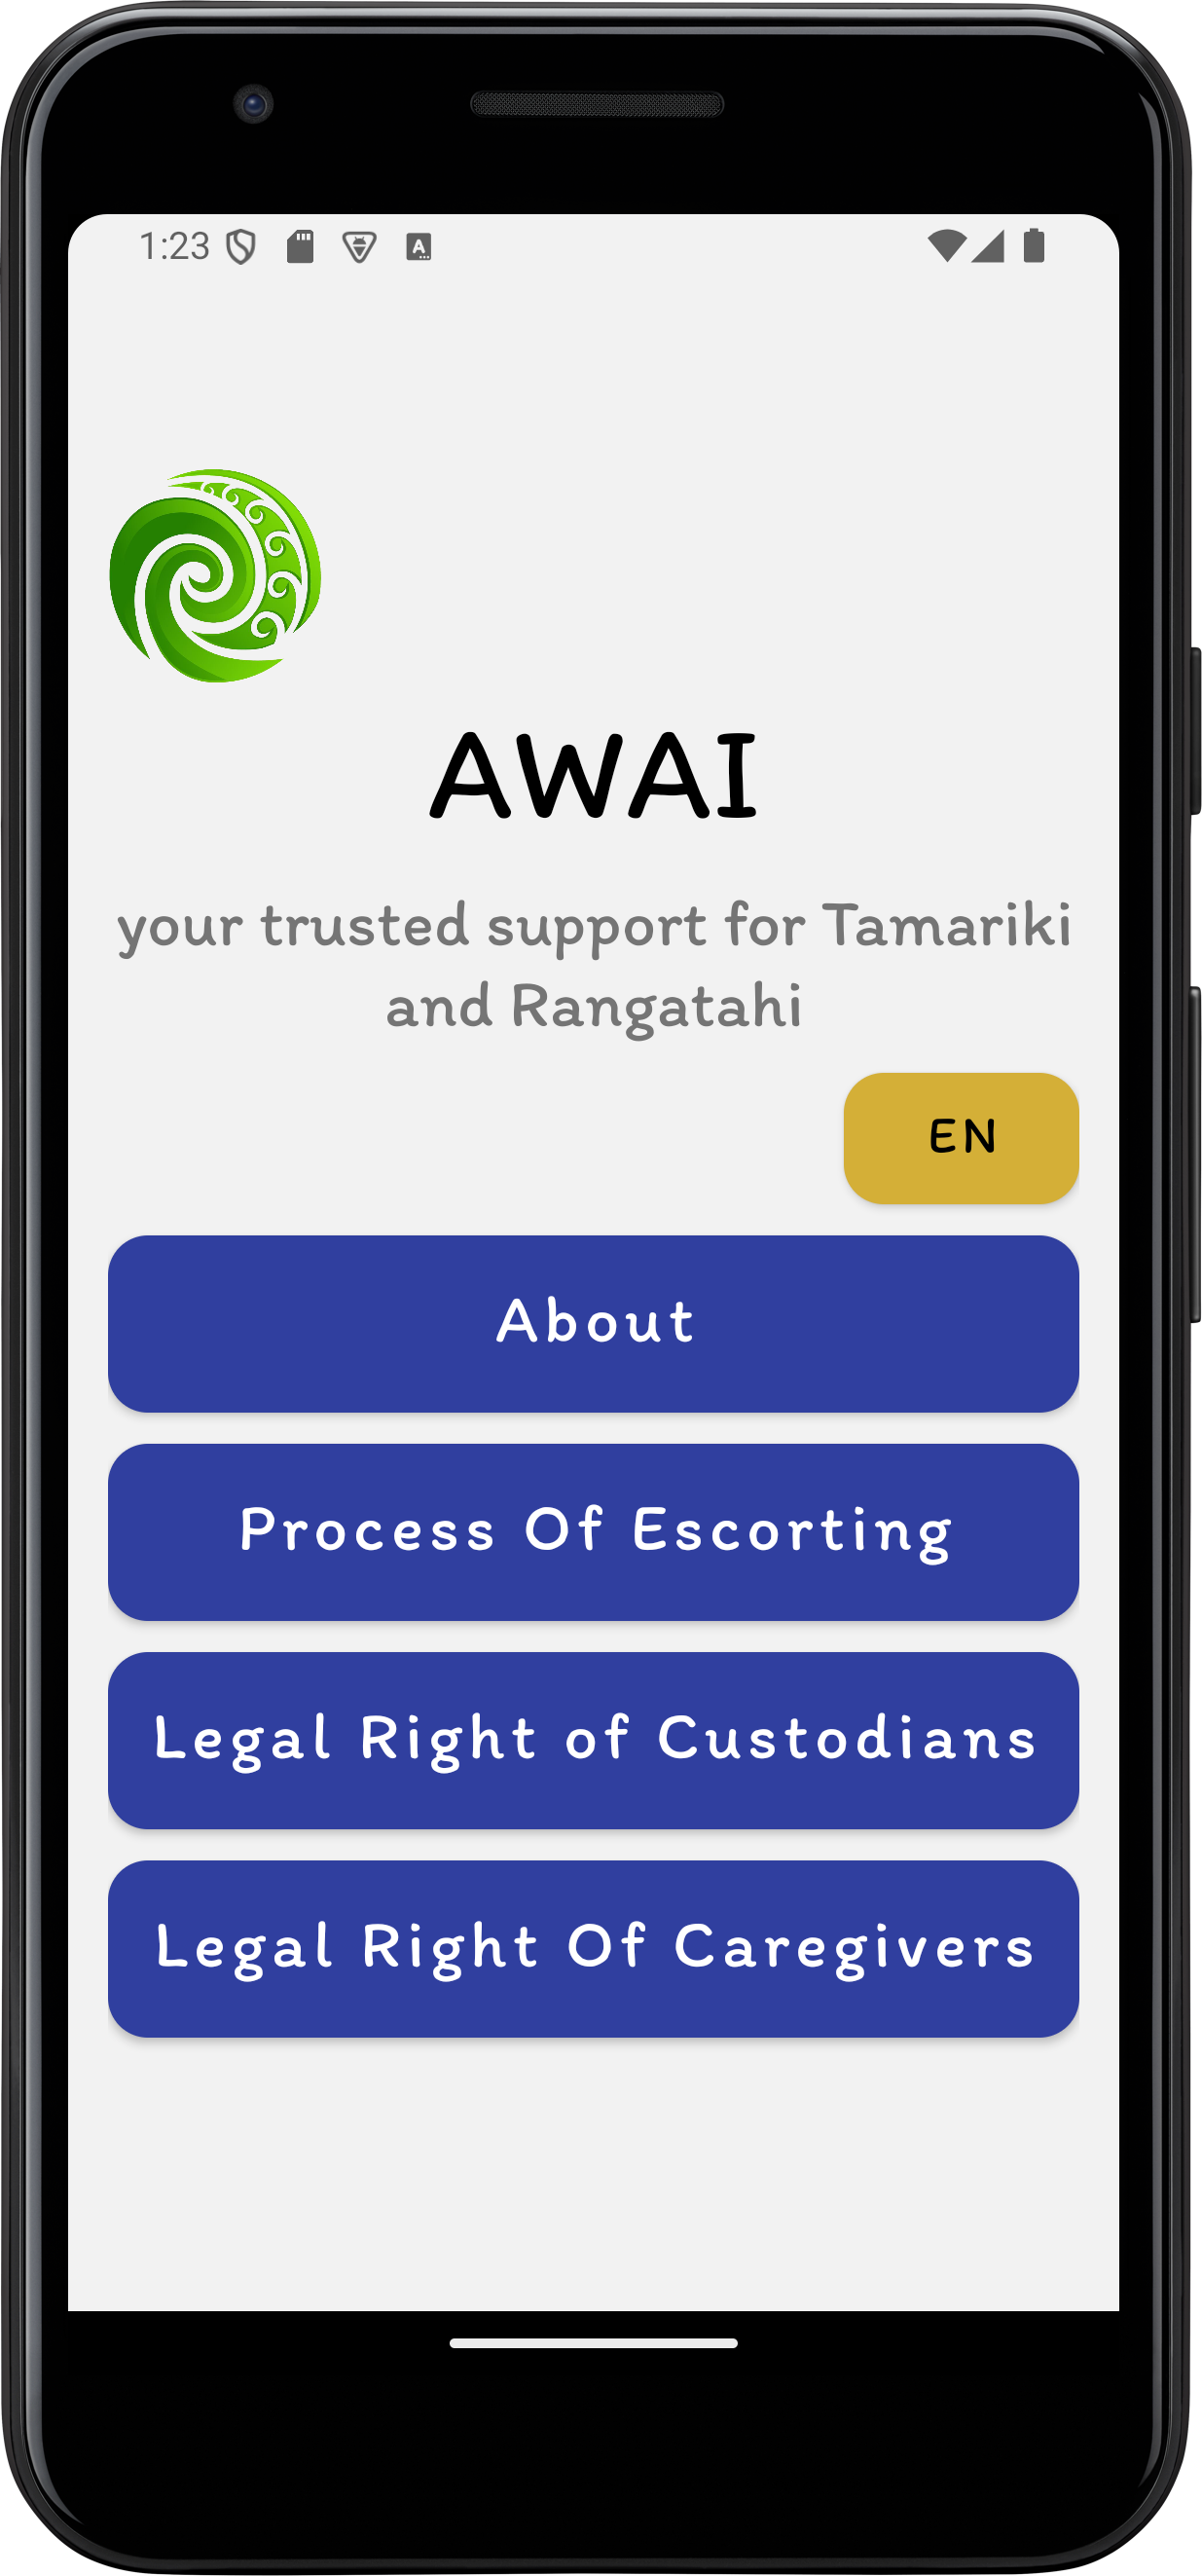 1:23
AWAI
your trusted support for Tamariki
and Rangatahi
EN
About
Process Of Escorting
Legal Right of Custodians
Legal Right Of Caregivers